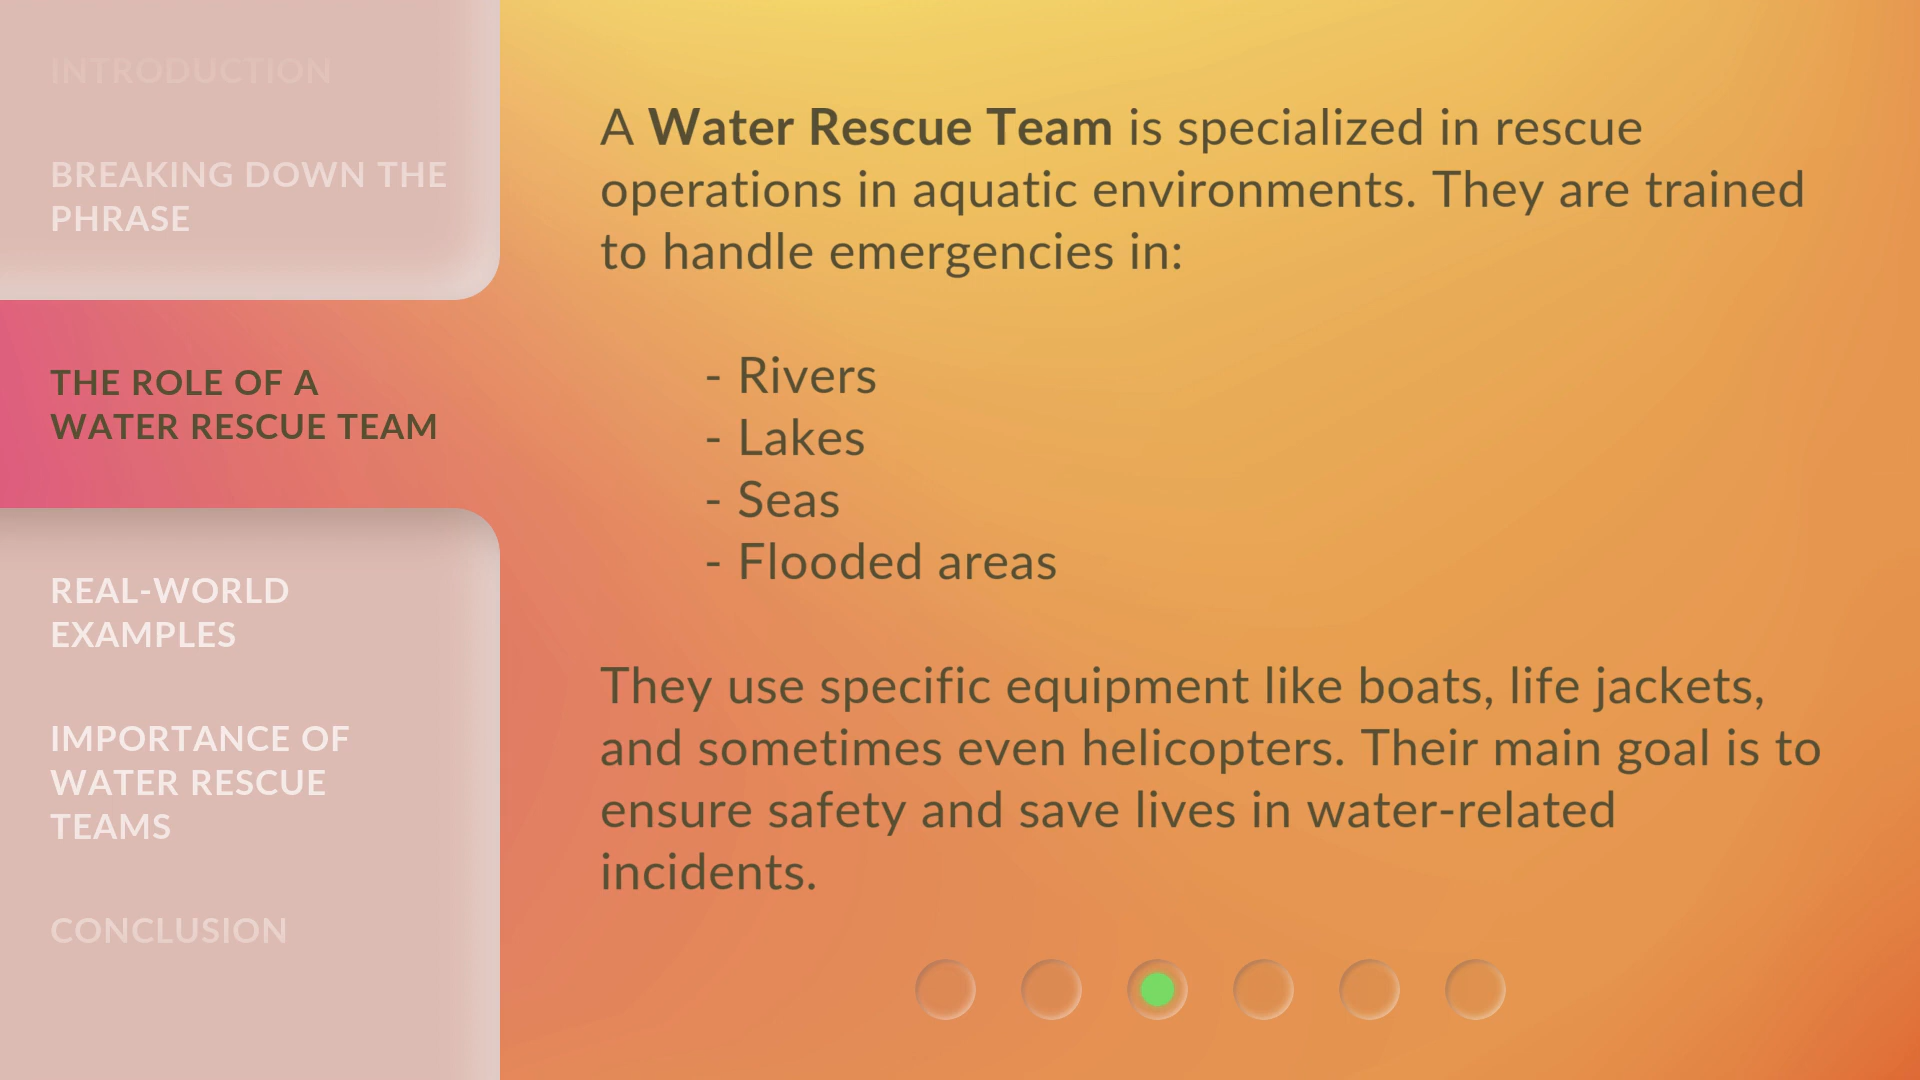 INTRODUCTION
BREAKING DOWN THE
PHRASE
THE ROLE OF A
WATER RESCUE TEAM
REAL-WORLD
EXAMPLES
IMPORTANCE OF
WATER RESCUE
TEAMS
CONCLUSION
A Water Rescue Team is specialized in rescue
operations in aquatic environments. They are trained
to handle emergencies in:
- Rivers
- Lakes
- Seas
- Flooded areas
They use specific equipment like boats, life jackets,
and sometimes even helicopters. Their main goal is to
ensure safety and save lives in water-related
incidents.